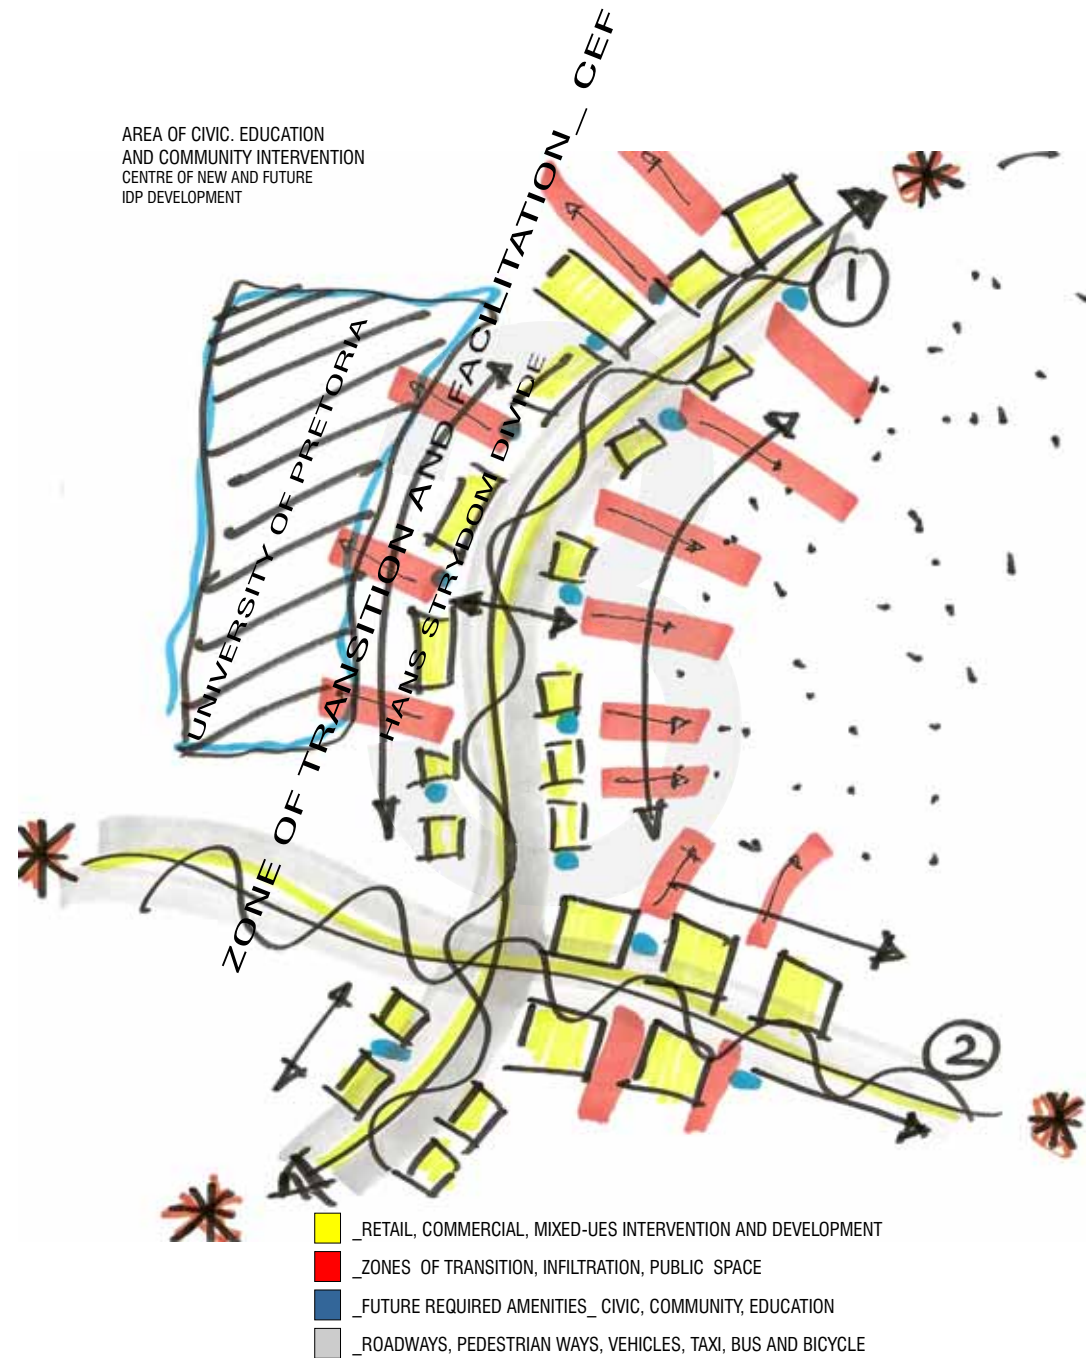 AREA OF CIVIC. EDUCATION
AND COMMUNITY INTERVENTION
CENTRE OF NEW AND FUTURE
IDP DEVELOPMENT
ZONE OF TRANSITION AND FACILITATION_ CEF
UNIVERSITY OF PRETORIA
HANS STRYDOM DIVIDE
1
2
_RETAIL, COMMERCIAL, MIXED-UES INTERVENTION AND DEVELOPMENT
_ZONES OF TRANSITION, INFILTRATION, PUBLIC SPACE
_FUTURE REQUIRED AMENITIES_ CIVIC, COMMUNITY, EDUCATION
_ROADWAYS, PEDESTRIAN WAYS, VEHICLES, TAXI, BUS AND BICYCLE